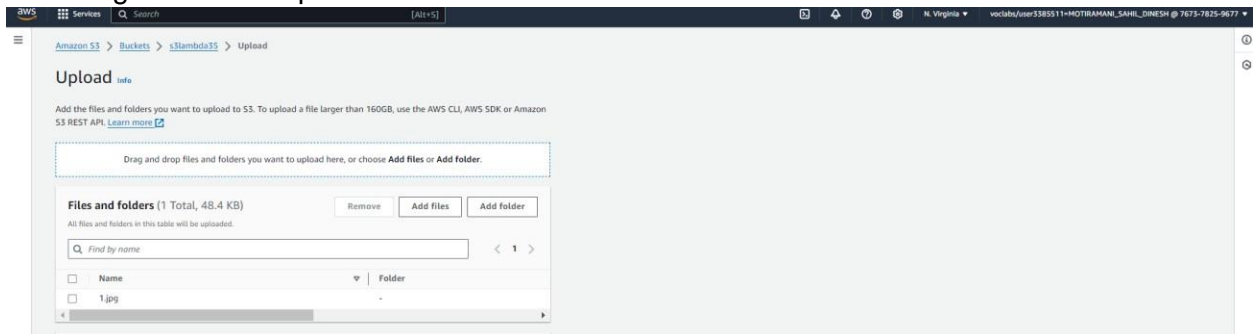 aws Services Search [Alt+S] N. Virginia voclabs/user3385511=MOTIRAMANI_SAHIL_DINESH @ 7673-7825-9677
Amazon S3 > Buckets > s3lambda35 > Upload
Upload Info
Add the files and folders you want to upload to S3. To upload a file larger than 160GB, use the AWS CLI, AWS SDK or Amazon
S3 REST API. Learn more
Drag and drop files and folders you want to upload here, or choose Add files or Add folder.
Files and folders (1 Total, 48.4 KB) Remove Add files Add folder
All files and folders in this table will be uploaded.
Find by name < 1 >
Name Folder
1.jpg -